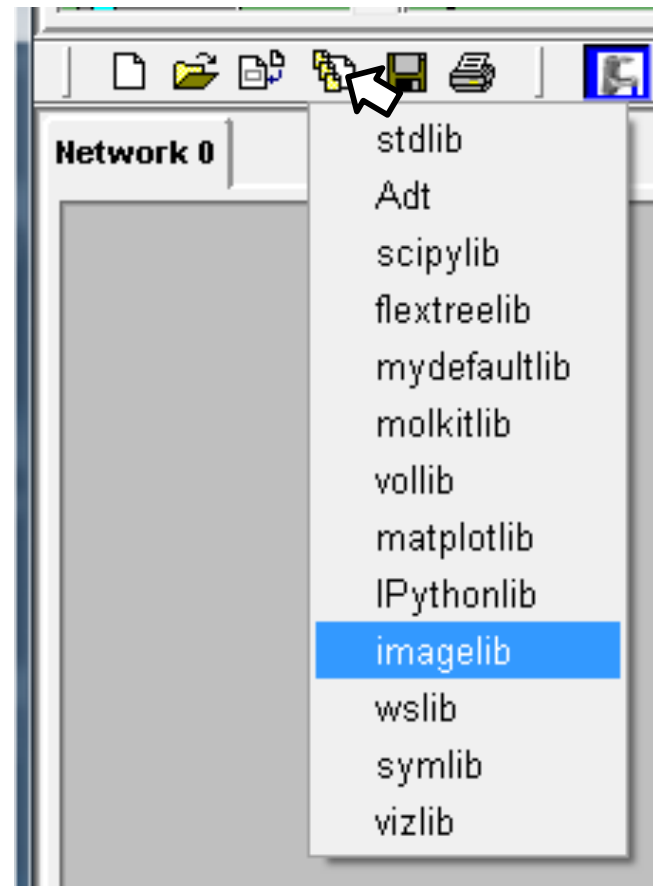 Network 0
stdlib
Adt
scipylib
flextreelib
mydefaultlib
molkitlib
vollib
matplotlib
IPythonlib
imagelib
wslib
symlib
vizlib